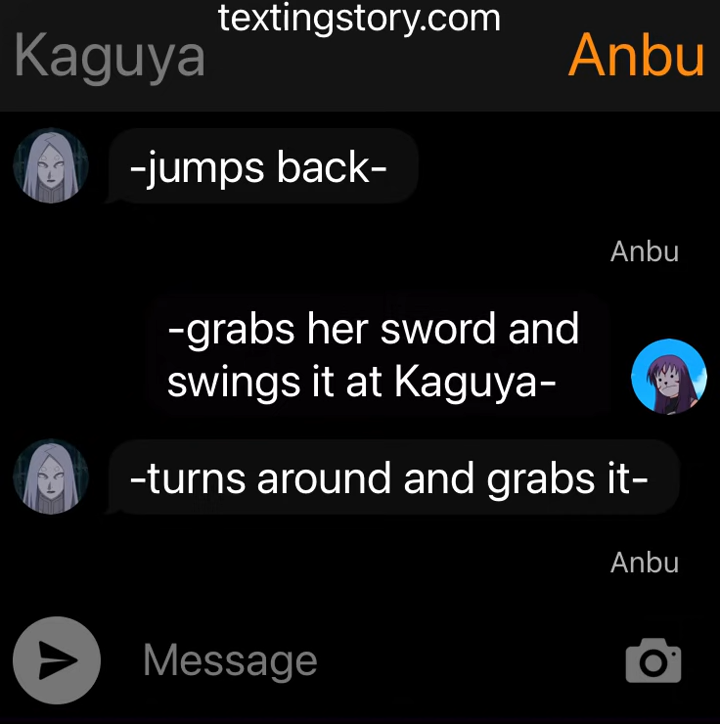 textingstory.com
Kaguya
Anbu
-jumps back-
Anbu
-grabs her sword and
swings it at Kaguya-
-turns around and grabs it-
Anbu
Message